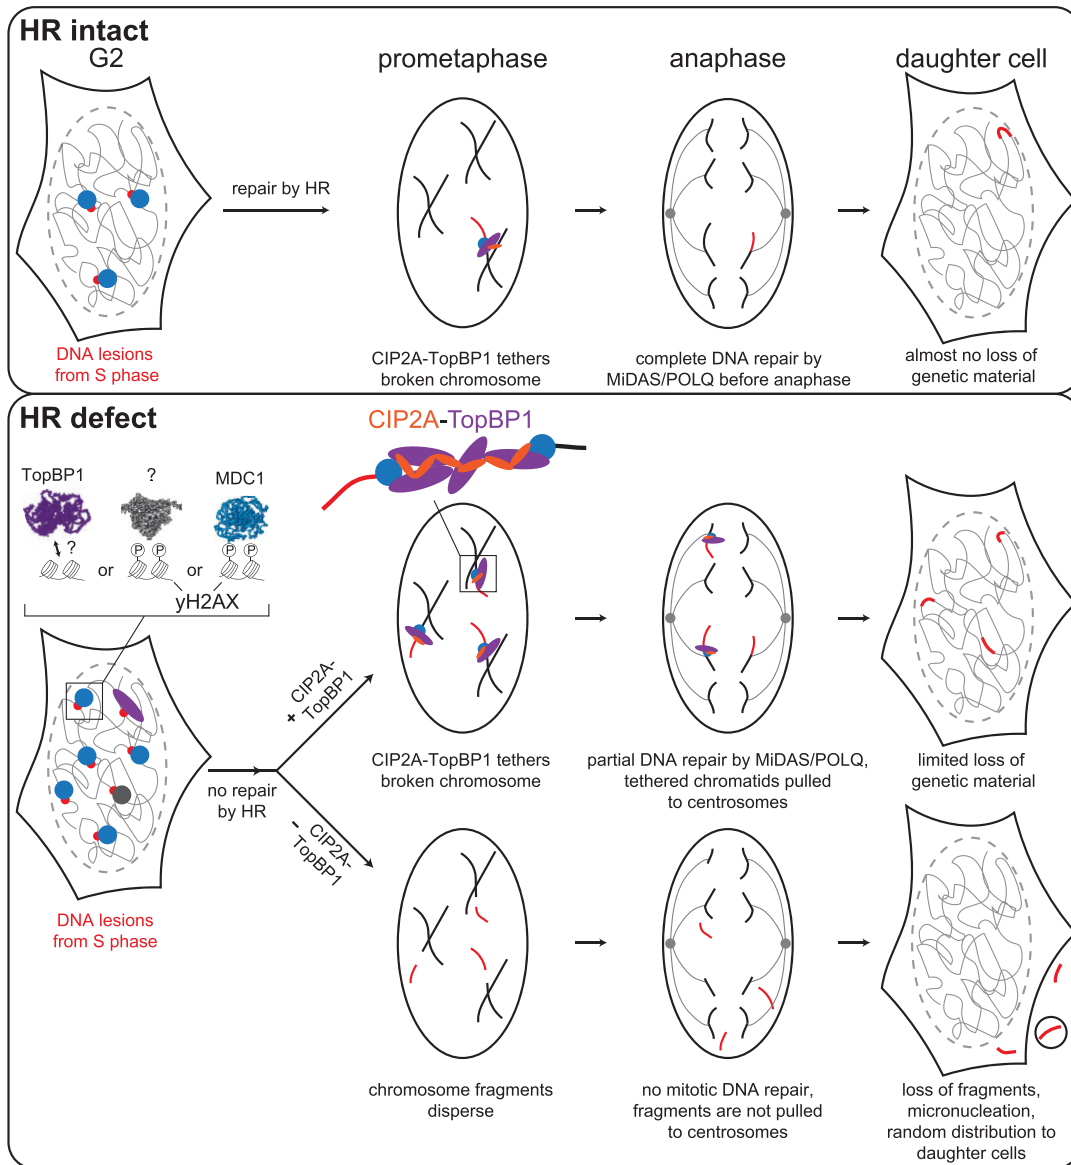 HR intact
G2
prometaphase
anaphase
daughter cell
repair by HR
DNA lesions
from S phase
CIP2A-TopBP1 tethers
broken chromosome
complete DNA repair by
MiDAS/POLQ before anaphase
almost no loss of
genetic material
HR defect
CIP2A-TopBP1
TopBP1
?
MDC1
?
P P
P P
or
or
yH2AX
+ CIP2A-
TopBP1
no repair
by HR
- CIP2A-
TopBP1
DNA lesions
from S phase
CIP2A-TopBP1 tethers
broken chromosome
partial DNA repair by MiDAS/POLQ,
tethered chromatids pulled
to centrosomes
limited loss of
genetic material
chromosome fragments
disperse
no mitotic DNA repair,
fragments are not pulled
to centrosomes
loss of fragments,
micronucleation,
random distribution to
daughter cells